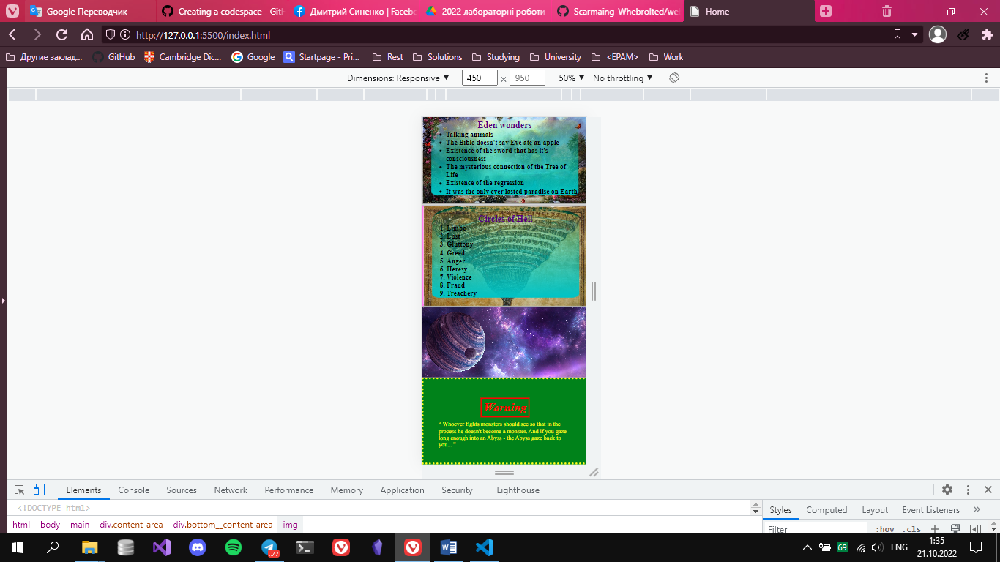 Google Переводчик
Creating a codespace - GitH
Дмитрий Синенко | Facebo
2022 лабораторні роботи
Scarmaing-Whebrolted/wel
Home
http://127.0.0.1:5500/index.html
Другие заклад...
GitHub
Cambridge Dic...
Google
Startpage - Pri...
Rest
Solutions
Studying
University
<EPAM>
Work
Dimensions: Responsive
450
×
950
50%
No throttling
Eden wonders
Talking animals
The Bible doesn't say Eve ate an apple
Existence of the sword that has it's
consciousness
The mysterious connection of the Tree of
Life
Existence of the regression
It was the only ever lasted paradise on Earth
Circles of Hell
1. Limbo
2. Lust
3. Gluttony
4. Greed
5. Anger
6. Heresy
7. Violence
8. Fraud
9. Treachery
Warning
“ Whoever fights monsters should see so that in the
process he doesn't become a monster. And if you gaze
long enough into an Abyss - the Abyss gaze back to
you... ”
Elements
Console
Sources
Network
Performance
Memory
Application
Security
Lighthouse
<!DOCTYPE html>
html
body
main
div.content-area
div.bottom__content-area
img
Styles
Computed
Layout
Event Listeners
»
Filter
:hov
.cls
77
69
ENG
1:35
21.10.2022